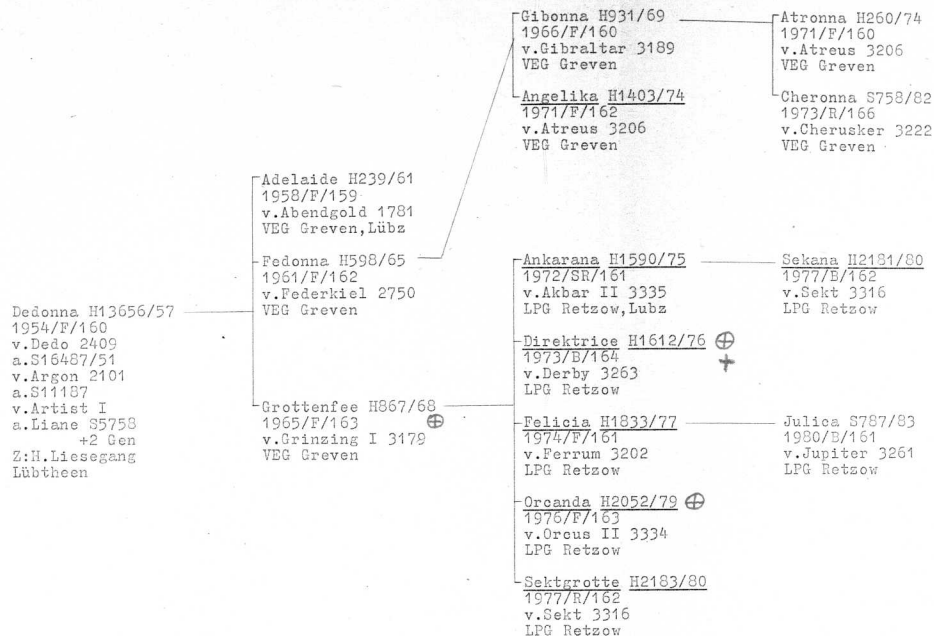 Gibonna H931/69
1966/F/160
v.Gibraltar 3189
VEG Greven
Atronna H260/74
1971/F/160
v.Atreus 3206
VEG Greven
Angelika H1403/74
1971/F/162
v.Atreus 3206
VEG Greven
Cheronna S758/82
1973/R/166
v.Cherusker 3222
VEG Greven
Adelaide H239/61
1958/F/159
v.Abendgold 1781
VEG Greven,Lübz
Fedonna H598/65
1961/F/162
v.Federkiel 2750
VEG Greven
Ankarana H1590/75
1972/SR/161
v.Akbar II 3335
LPG Retzow,Lubz
Sekana H2181/80
1977/B/162
v.Sekt 3316
LPG Retzow
Dedonna H13656/57
1954/F/160
v.Dedo 2409
a.S16487/51
v.Argon 2101
a.S11187
v.Artist I
a.Liane S5758
+2 Gen
Z:H.Liesegang
Lübtheen
Direktrice H1612/76
1973/B/164
v.Derby 3263
LPG Retzow
Grottenfee H867/68
1965/F/163
v.Grinzing I 3179
VEG Greven
Felicia H1833/77
1974/F/161
v.Ferrum 3202
LPG Retzow
Julica S787/83
1980/B/161
v.Jupiter 3261
LPG Retzow
Orcanda H2052/79
1976/F/163
v.Orcus II 3334
LPG Retzow
Sektgrotte H2183/80
1977/R/162
v.Sekt 3316
LPG Retzow